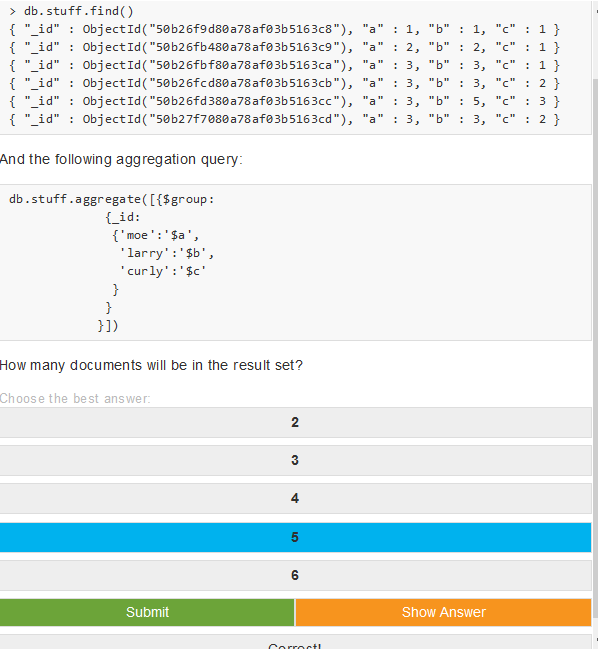 > db.stuff.find()
{ "_id" : ObjectId("50b26f9d80a78af03b5163c8"), "a" : 1, "b" : 1, "c" : 1 }
{ "_id" : ObjectId("50b26fb480a78af03b5163c9"), "a" : 2, "b" : 2, "c" : 1 }
{ "_id" : ObjectId("50b26fbf80a78af03b5163ca"), "a" : 3, "b" : 3, "c" : 1 }
{ "_id" : ObjectId("50b26fcd80a78af03b5163cb"), "a" : 3, "b" : 3, "c" : 2 }
{ "_id" : ObjectId("50b26fd380a78af03b5163cc"), "a" : 3, "b" : 5, "c" : 3 }
{ "_id" : ObjectId("50b27f7080a78af03b5163cd"), "a" : 3, "b" : 3, "c" : 2 }
And the following aggregation query:
db.stuff.aggregate([{$group:
{_id:
{'moe':'$a',
'larry':'$b',
'curly':'$c'
}
}
}])
How many documents will be in the result set?
Choose the best answer:
2
3
4
5
6
Submit
Show Answer
Correct!